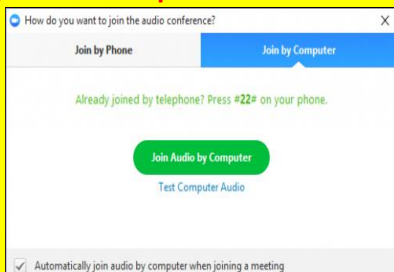 How do you want to join the audio conference?
X
Join by Phone
Join by Computer
Already joined by telephone? Press #22# on your phone.
Join Audio by Computer
Test Computer Audio
Automatically join audio by computer when joining a meeting